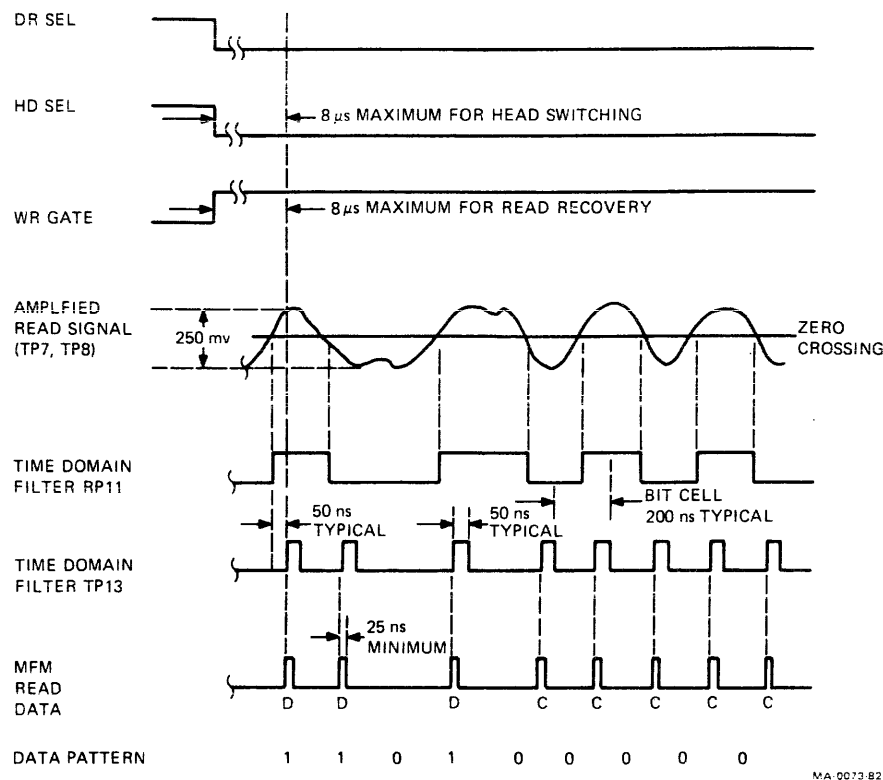 DR SEL
HD SEL
8 μs MAXIMUM FOR HEAD SWITCHING
WR GATE
8 μs MAXIMUM FOR READ RECOVERY
AMPLFIED
READ SIGNAL
(TP7, TP8)
250 mv
ZERO
CROSSING
TIME DOMAIN
FILTER RP11
50 ns
TYPICAL
50 ns
TYPICAL
BIT CELL
200 ns TYPICAL
TIME DOMAIN
FILTER TP13
25 ns
MINIMUM
MFM
READ
DATA
D D D C C C C C
DATA PATTERN 1 1 0 1 0 0 0 0 0
MA-0073-82